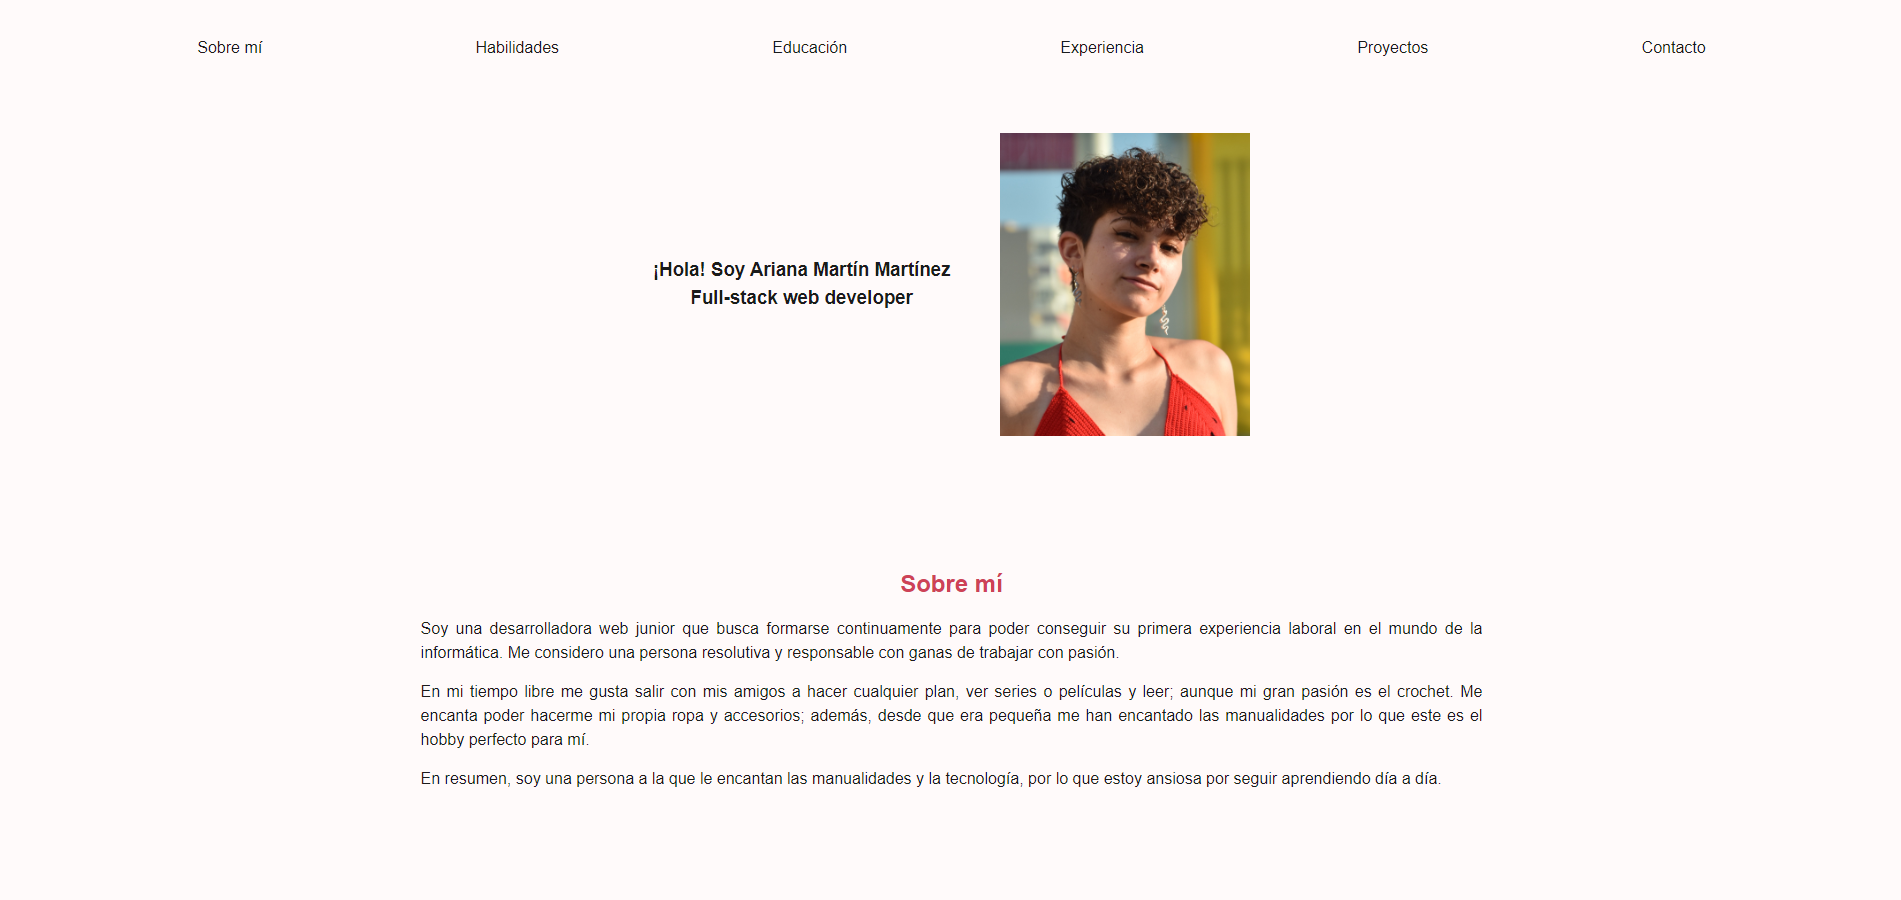 Sobre mí
Habilidades
Educación
Experiencia
Proyectos
Contacto
¡Hola! Soy Ariana Martín Martínez
Full-stack web developer
Sobre mí
Soy una desarrolladora web junior que busca formarse continuamente para poder conseguir su primera experiencia laboral en el mundo de la
informática. Me considero una persona resolutiva y responsable con ganas de trabajar con pasión.
En mi tiempo libre me gusta salir con mis amigos a hacer cualquier plan, ver series o películas y leer; aunque mi gran pasión es el crochet. Me
encanta poder hacerme mi propia ropa y accesorios; además, desde que era pequeña me han encantado las manualidades por lo que este es el
hobby perfecto para mí.
En resumen, soy una persona a la que le encantan las manualidades y la tecnología, por lo que estoy ansiosa por seguir aprendiendo día a día.